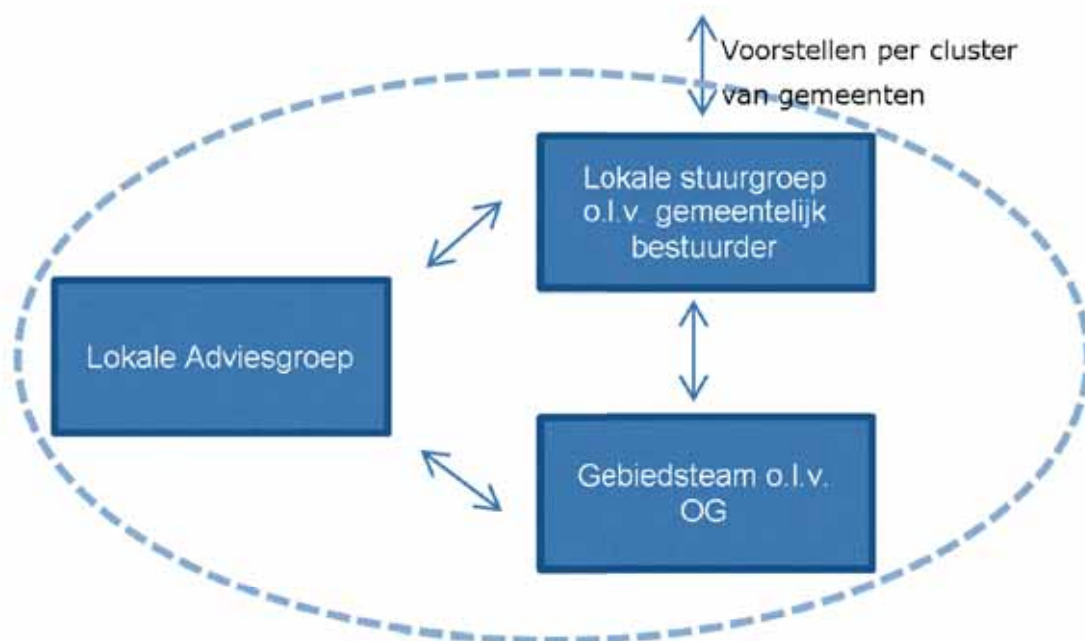 Voorstellen per cluster
van gemeenten
Lokale stuurgroep
o.l.v. gemeentelijk
bestuurder
Lokale Adviesgroep
Gebiedsteam o.l.v.
OG